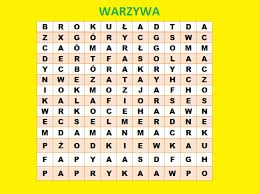 WARZYWA
B R O K U Ł A D T D A
Z X G Ó R Y C G S W C
C A Ó M A R Ł G O M M
D E R T F A S O L A A
Y C B Ó R A K R Y R C
N W E Z A T A Y H C Z
I O K M O Z J A F H O
K A L A F I O R S E S
W R K O C E H A A W N
E C S E L M E R D N E
M D A M A N M A C R K
P Ż O D K I E W K A U
F A P Y A A S D F G H
P A P R Y K A A W P O